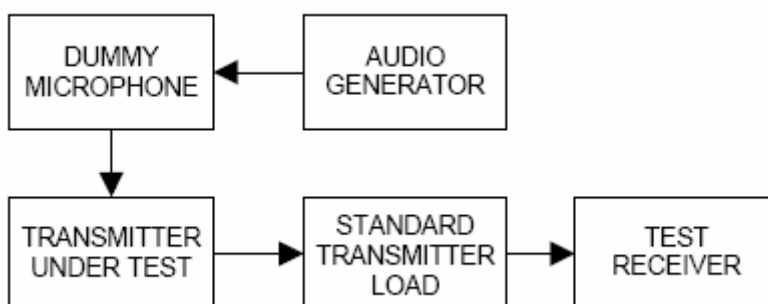 DUMMY
MICROPHONE
AUDIO
GENERATOR
TRANSMITTER
UNDER TEST
STANDARD
TRANSMITTER
LOAD
TEST
RECEIVER